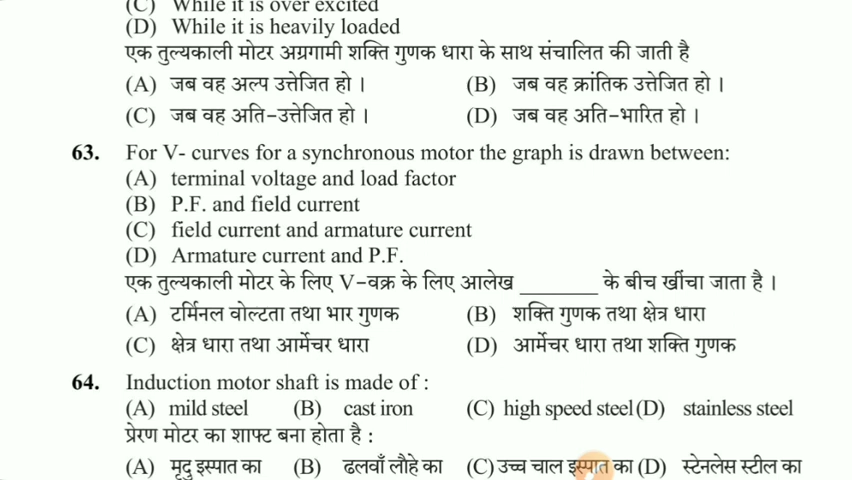 (C) While it is over excited
(D) While it is heavily loaded
एक तुल्यकाली मोटर अग्रगामी शक्ति गुणक धारा के साथ संचालित की जाती है
(A) जब वह अल्प उत्तेजित हो । (B) जब वह क्रांतिक उत्तेजित हो ।
(C) जब वह अति-उत्तेजित हो । (D) जब वह अति-भारित हो ।
63. For V- curves for a synchronous motor the graph is drawn between:
(A) terminal voltage and load factor
(B) P.F. and field current
(C) field current and armature current
(D) Armature current and P.F.
एक तुल्यकाली मोटर के लिए V-वक्र के लिए आलेख _______ के बीच खींचा जाता है ।
(A) टर्मिनल वोल्टता तथा भार गुणक (B) शक्ति गुणक तथा क्षेत्र धारा
(C) क्षेत्र धारा तथा आर्मेचर धारा (D) आर्मेचर धारा तथा शक्ति गुणक
64. Induction motor shaft is made of :
(A) mild steel (B) cast iron (C) high speed steel (D) stainless steel
प्रेरण मोटर का शाफ्ट बना होता है :
(A) मृदु इस्पात का (B) ढलवाँ लौहे का (C) उच्च चाल इस्पात का (D) स्टेनलेस स्टील का